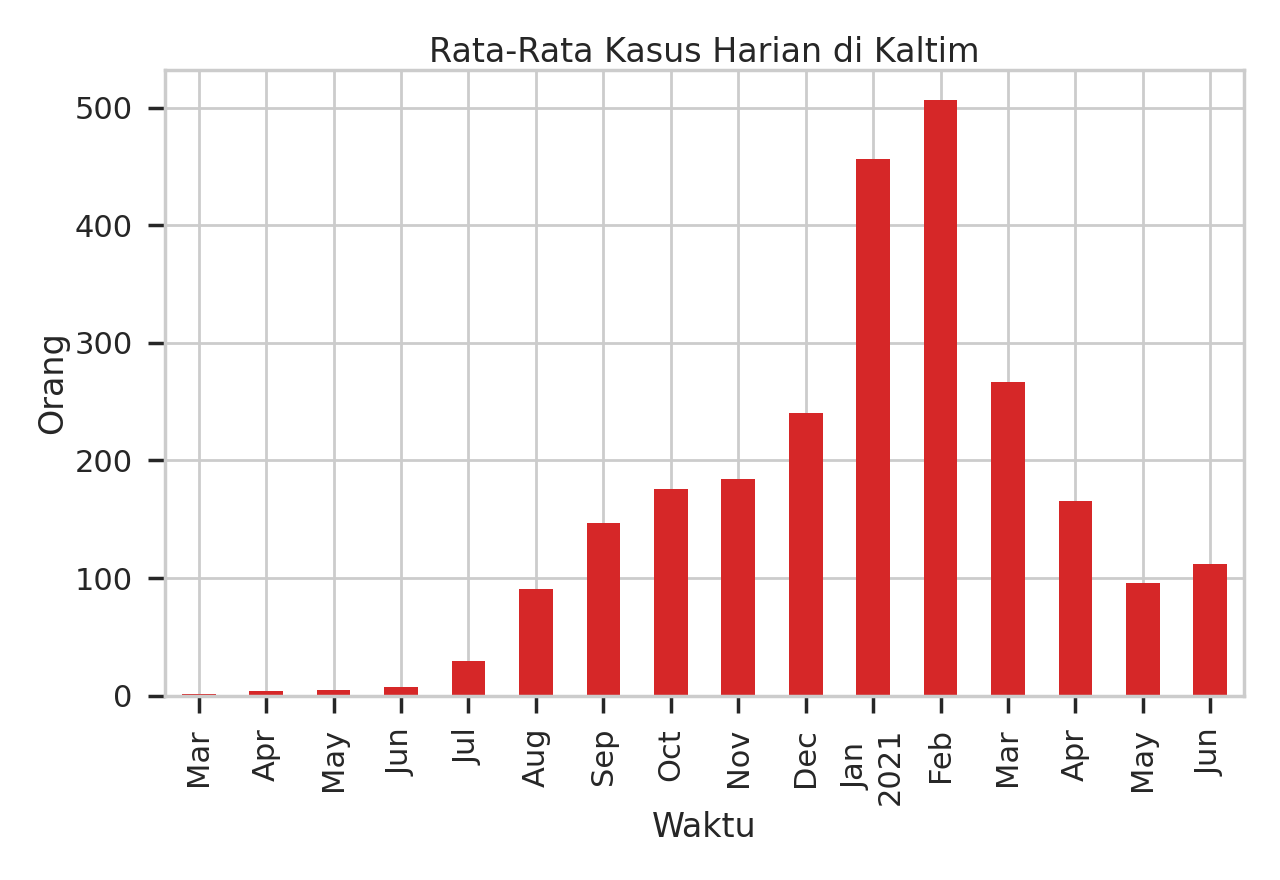 Rata-Rata Kasus Harian di Kaltim
Orang
500
400
300
200
100
0
Mar
Apr
May
Jun
Jul
Aug
Sep
Oct
Nov
Dec
Jan
2021
Feb
Mar
Apr
May
Jun
Waktu